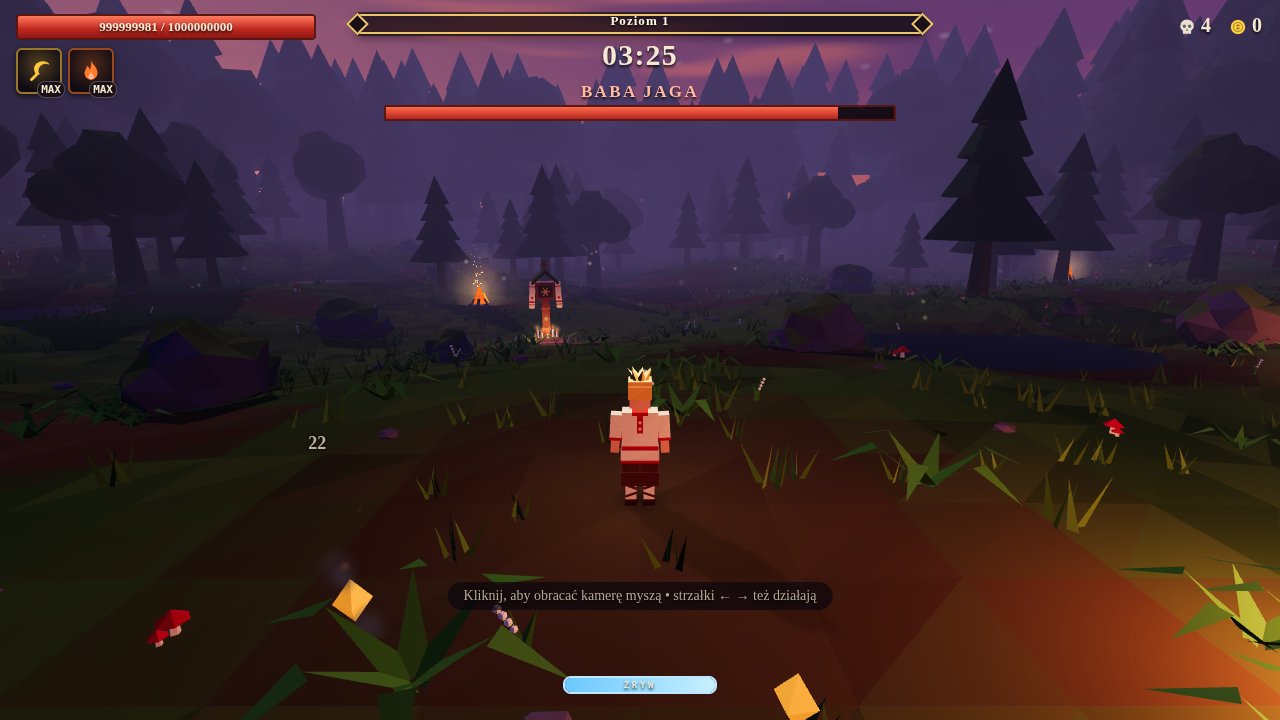 999999981 / 1000000000
Poziom 1
4
0
03:25
MAX
MAX
BABA JAGA
22
Kliknij, aby obracać kamerę myszą • strzałki ← → też działają
ZRYW